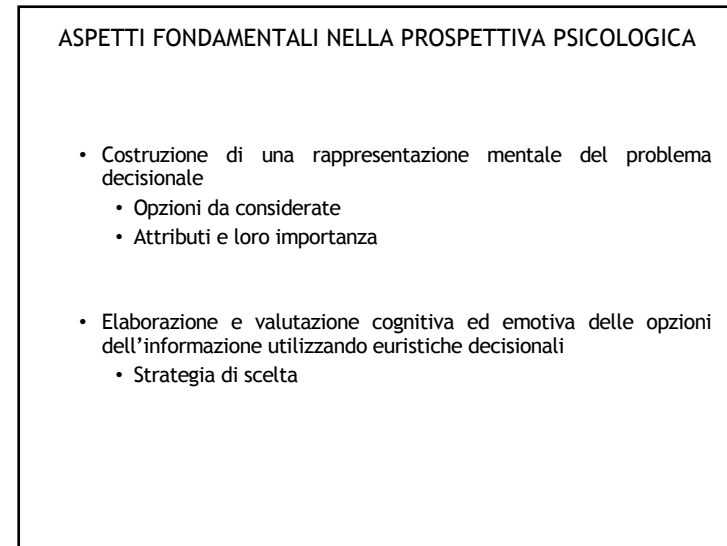 ASPETTI FONDAMENTALI NELLA PROSPETTIVA PSICOLOGICA
• Costruzione di una rappresentazione mentale del problema
decisionale
• Opzioni da considerate
• Attributi e loro importanza
• Elaborazione e valutazione cognitiva ed emotiva delle opzioni
dell’informazione utilizzando euristiche decisionali
• Strategia di scelta